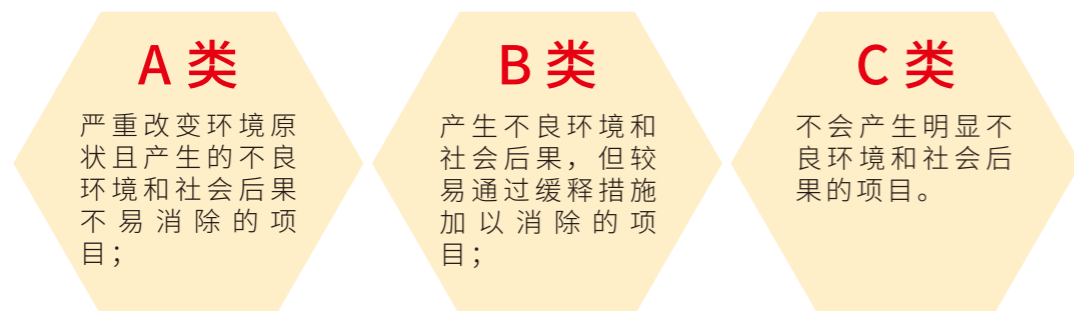 A 类
严重改变环境原
状且产生的不良
环境和社会后果
不易消除的项
目；
B 类
产生不良环境和
社会后果，但较
易通过缓释措施
加以消除的项
目；
C 类
不会产生明显不
良环境和社会后
果的项目。